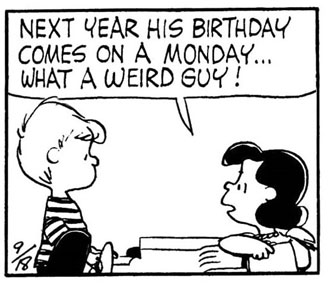 NEXT YEAR HIS BIRTHDAY
COMES ON A MONDAY...
WHAT A WEIRD GUY!
9/18